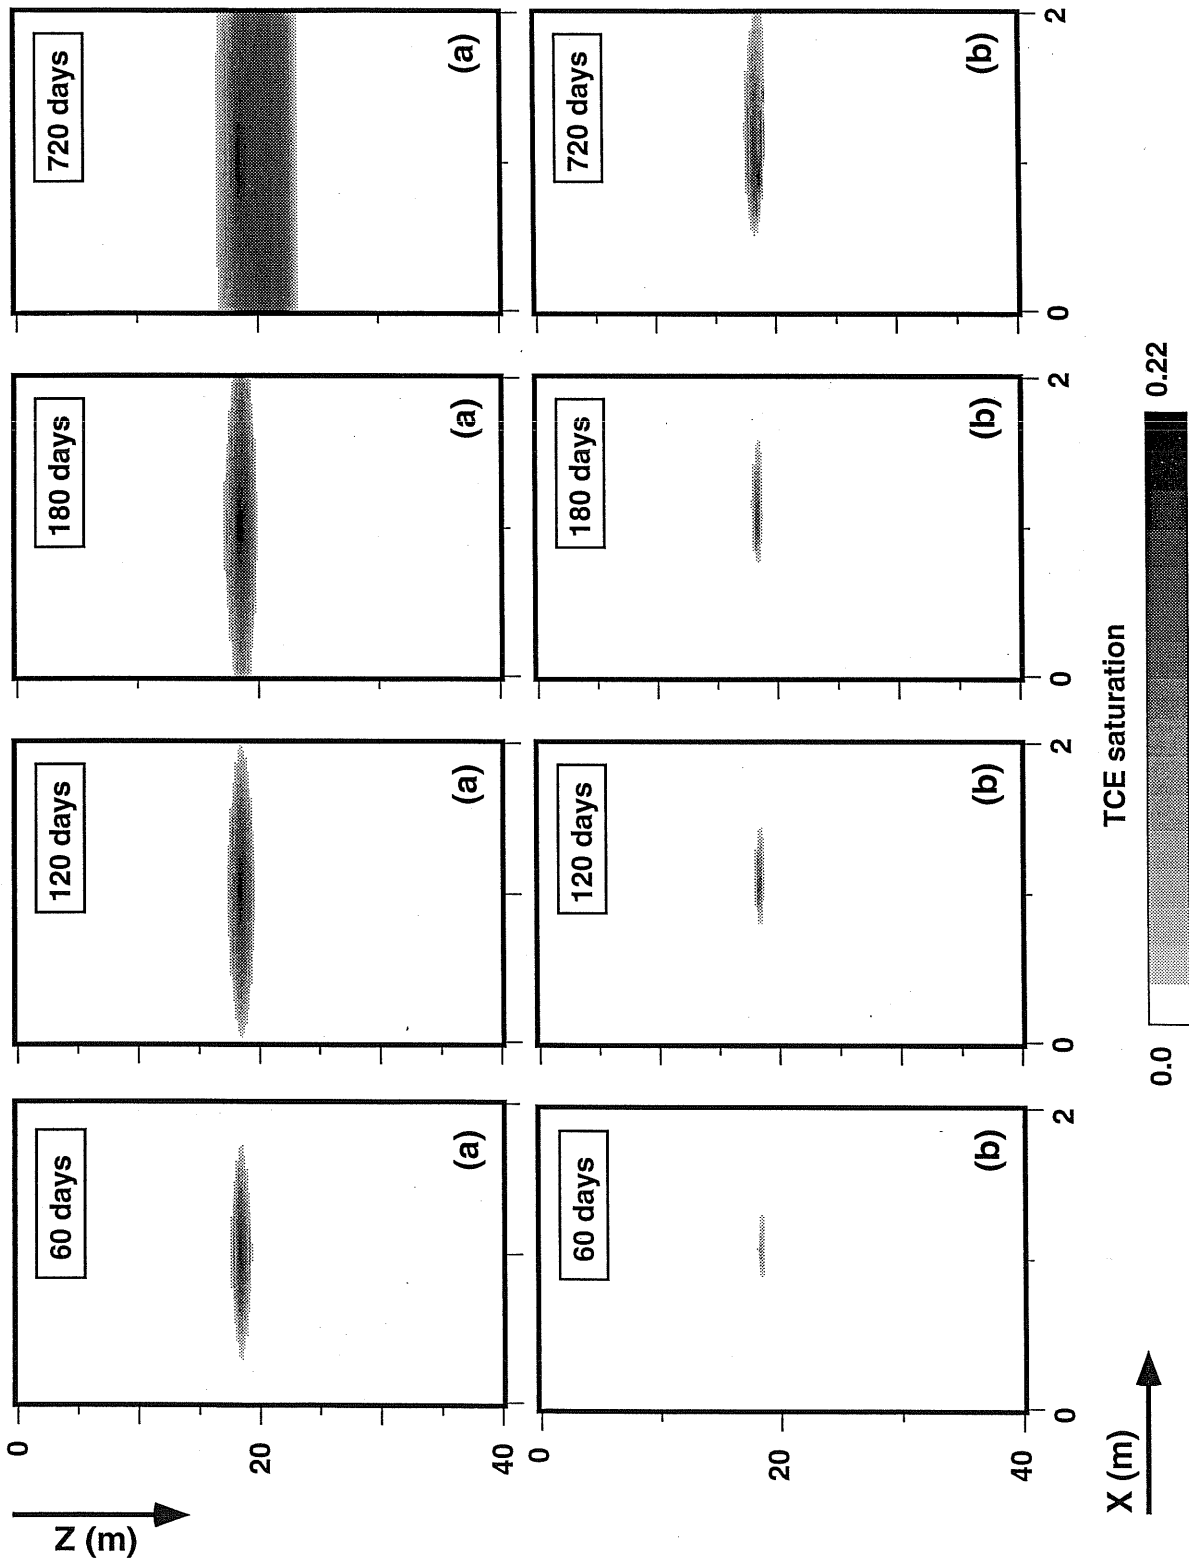 0
60 days 120 days 180 days 720 days
Z (m)
20
(a) (a) (a) (a)
40
0
60 days 120 days 180 days 720 days
20
(b) (b) (b) (b)
40
0 2 0 2 0 2 0 2
TCE saturation
X (m)
0.0 0.22